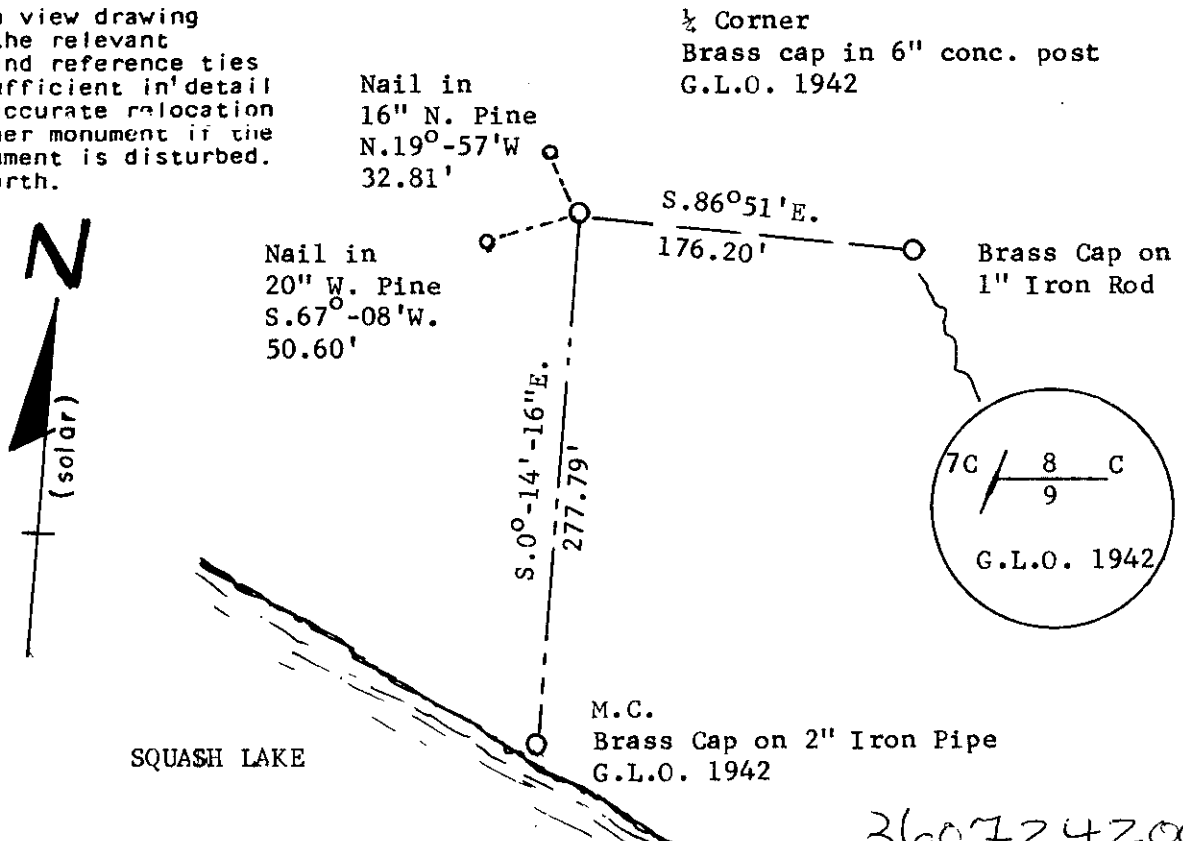 view drawing
he relevant
nd reference ties
ufficient in detail
ccurate relocation
er monument if the
ument is disturbed.
rth.
¼ Corner
Brass cap in 6" conc. post
G.L.O. 1942
Nail in
16" N. Pine
N.19°-57'W
32.81'
S.86°51'E.
176.20'
N
(solar)
Nail in
20" W. Pine
S.67°-08'W.
50.60'
Brass Cap on
1" Iron Rod
S.0°-14'-16"E.
277.79'
7C 8 C
9
G.L.O. 1942
M.C.
Brass Cap on 2" Iron Pipe
G.L.O. 1942
SQUASH LAKE